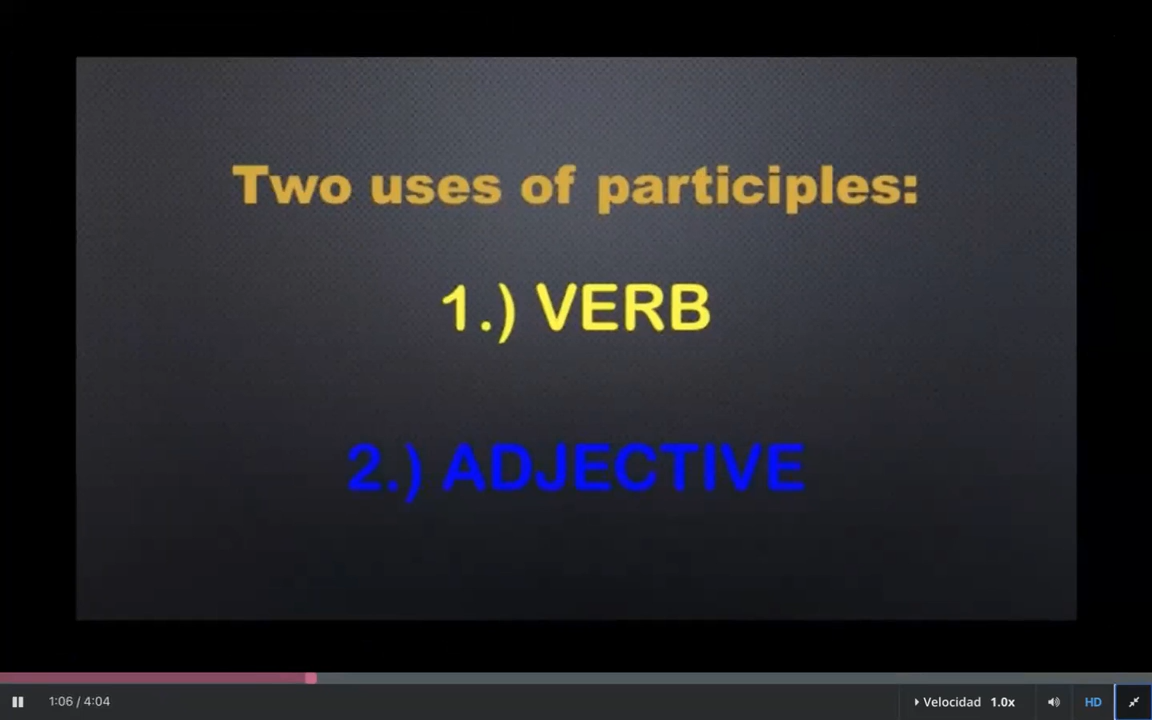 Two uses of participles:
1.) VERB
2.) ADJECTIVE
1:06 / 4:04
Velocidad 1.0x
HD